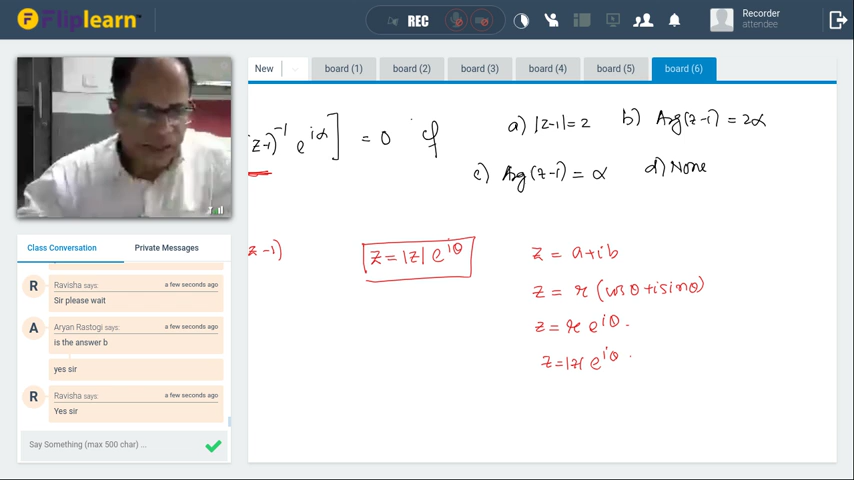 Fliplearn
REC
Recorder
attendee
New
board (1)
board (2)
board (3)
board (4)
board (5)
board (6)
z-1)⁻¹ e^{iα}] = 0 if
a) |z-1| = 2
b) Arg(z-1) = 2α
c) Arg(z-1) = α
d) None
z-1)
z = |z| e^{iθ}
z = a+ib
z = r (cosθ+isinθ)
z = r e^{iθ}.
z = |z| e^{iθ}.
Class Conversation
Private Messages
R
Ravisha says:
a few seconds ago
Sir please wait
A
Aryan Rastogi says:
a few seconds ago
is the answer b
yes sir
R
Ravisha says:
a few seconds ago
Yes sir
Say Something (max 500 char) ...